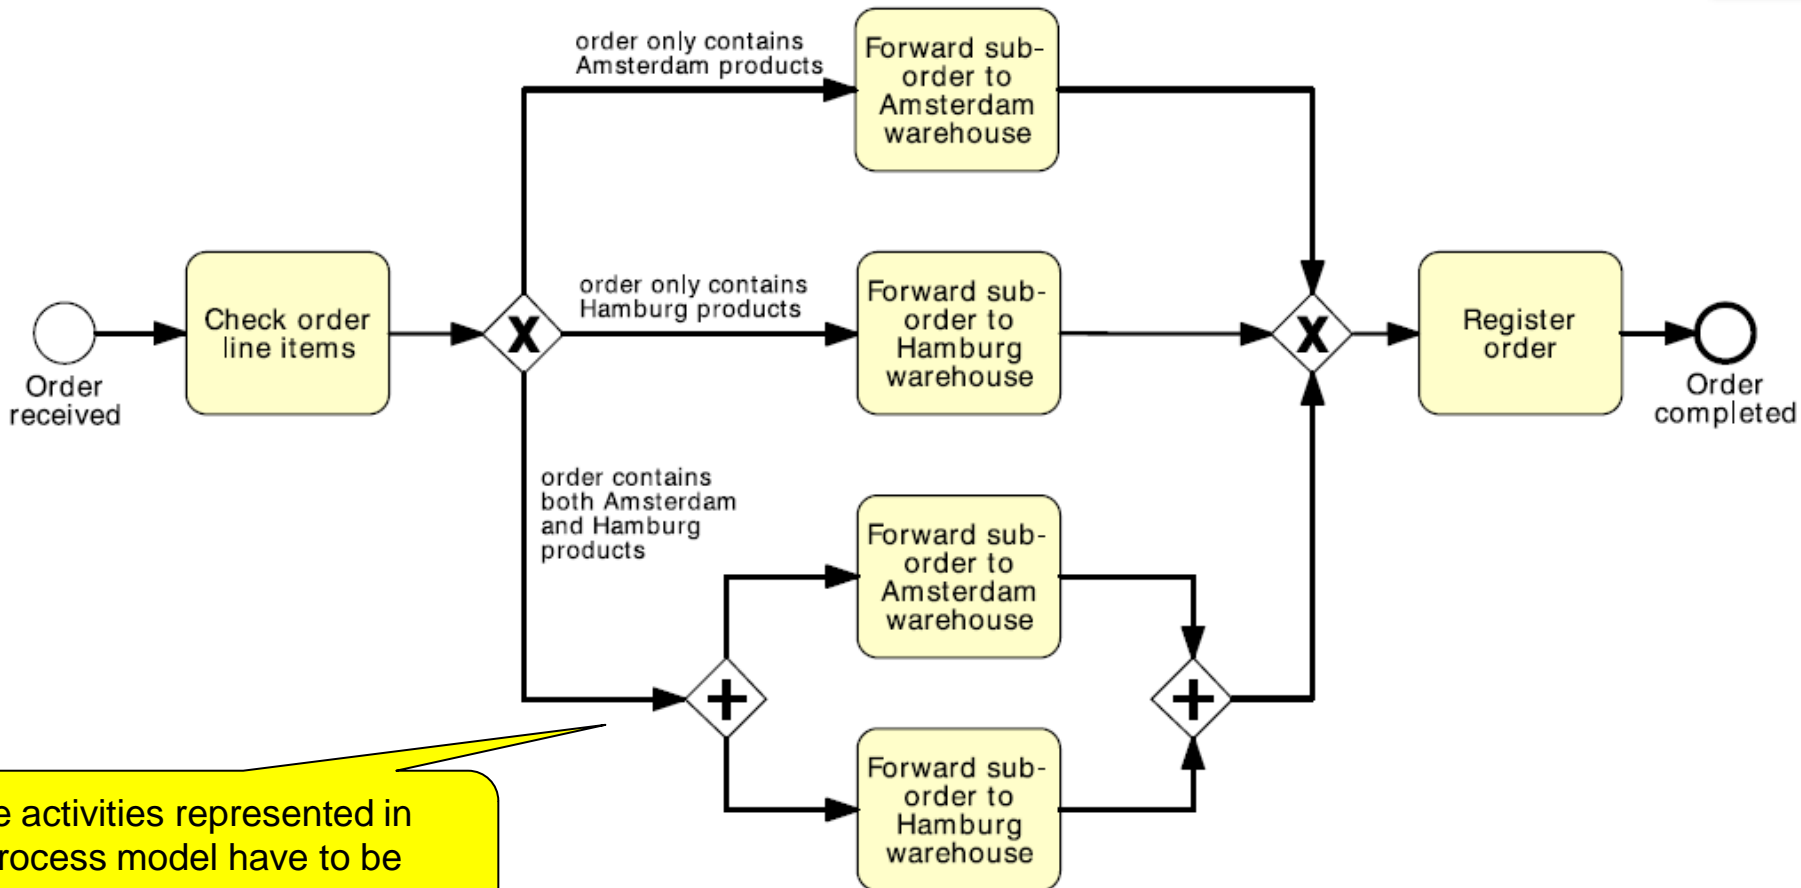 order only contains
Amsterdam products
Forward sub-
order to
Amsterdam
warehouse
order only contains
Hamburg products
Forward sub-
order to
Hamburg
warehouse
Check order
line items
X
X
Register
order
Order
received
Order
completed
order contains
both Amsterdam
and Hamburg
products
Forward sub-
order to
Amsterdam
warehouse
+
+
Forward sub-
order to
Hamburg
warehouse
activities represented in
process model have to be